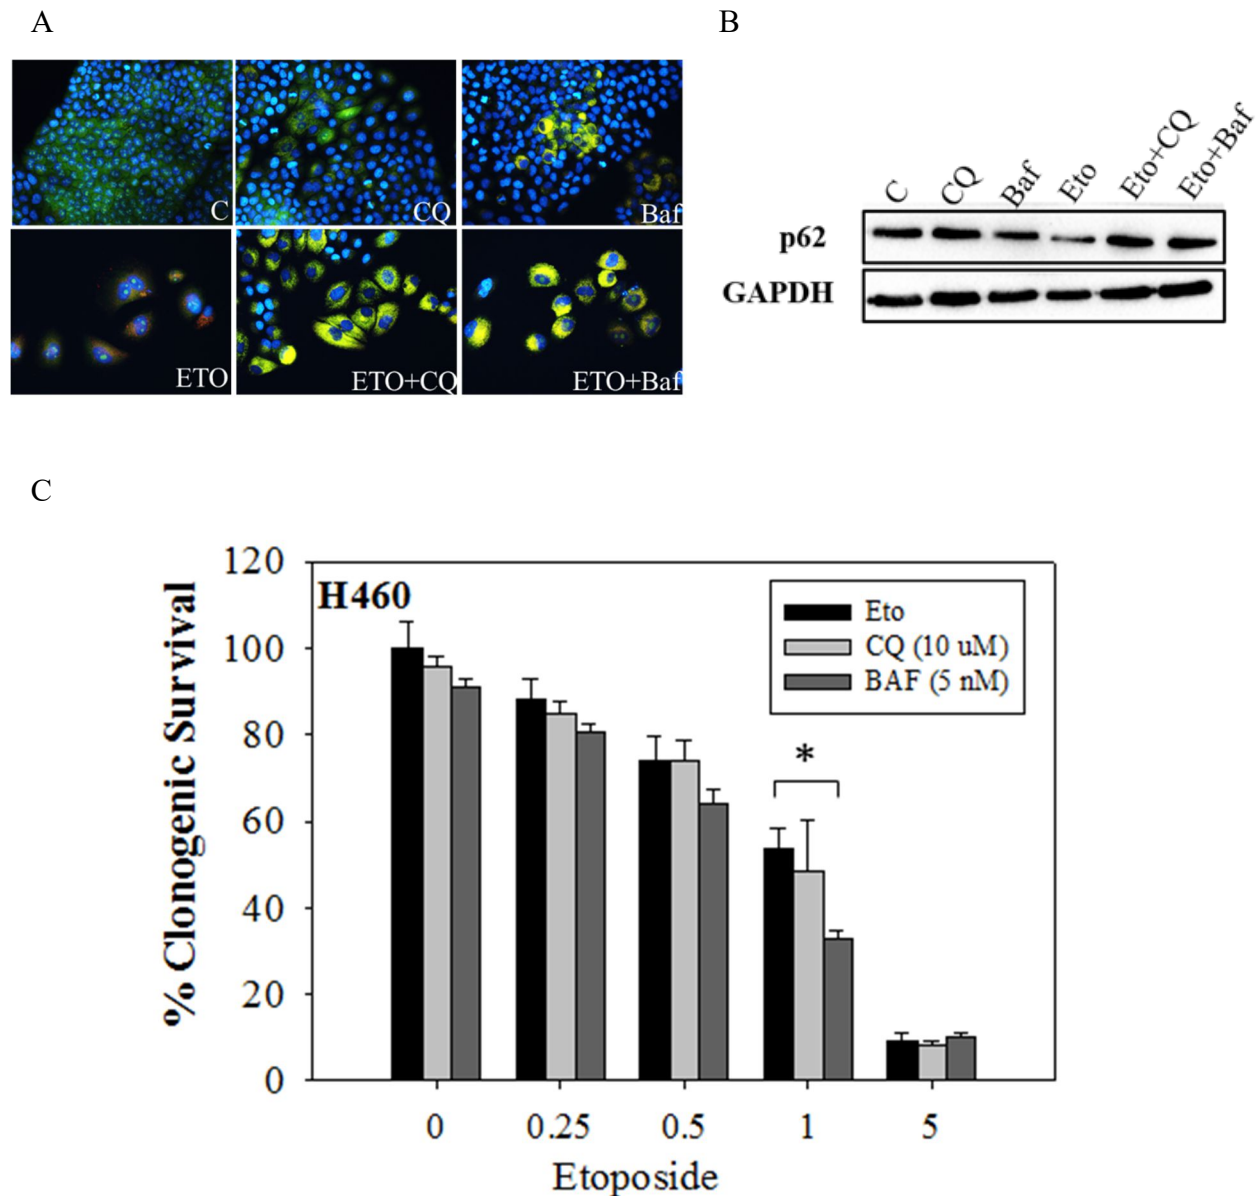 A
B
C
CQ
Baf
ETO
ETO+CQ
ETO+Baf
C
CQ
Baf
Eto
Eto+CQ
Eto+Baf
p62
GAPDH
C
H460
Eto
CQ (10 uM)
BAF (5 nM)
*
120
100
80
60
40
20
0
% Clonogenic Survival
0 0.25 0.5 1 5
Etoposide